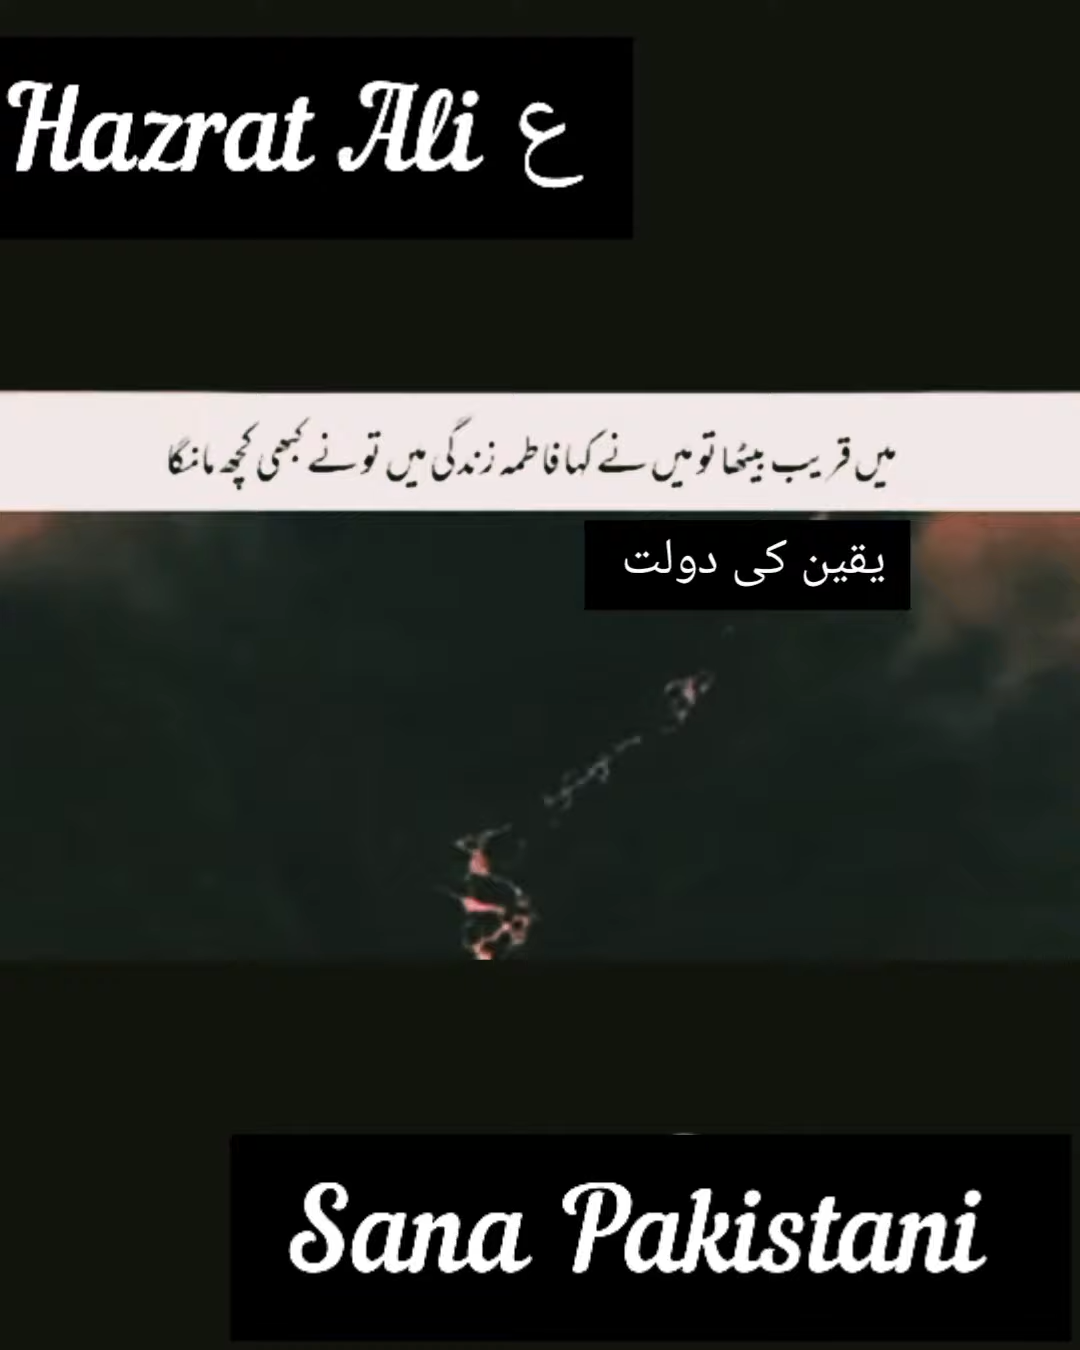 Hazrat Ali ع
میں قریب بیٹھا تو میں نے کہا فاطمہ زندگی میں تو نے کبھی کچھ مانگا
یقین کی دولت
Sana Pakistani